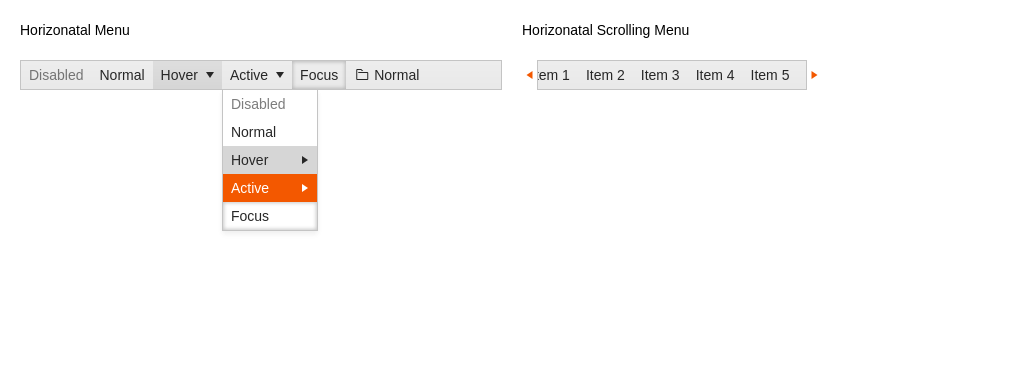 Horizonatal Menu
Disabled Normal Hover Active Focus Normal
Disabled
Normal
Hover
Active
Focus
Horizonatal Scrolling Menu
em 1 Item 2 Item 3 Item 4 Item 5